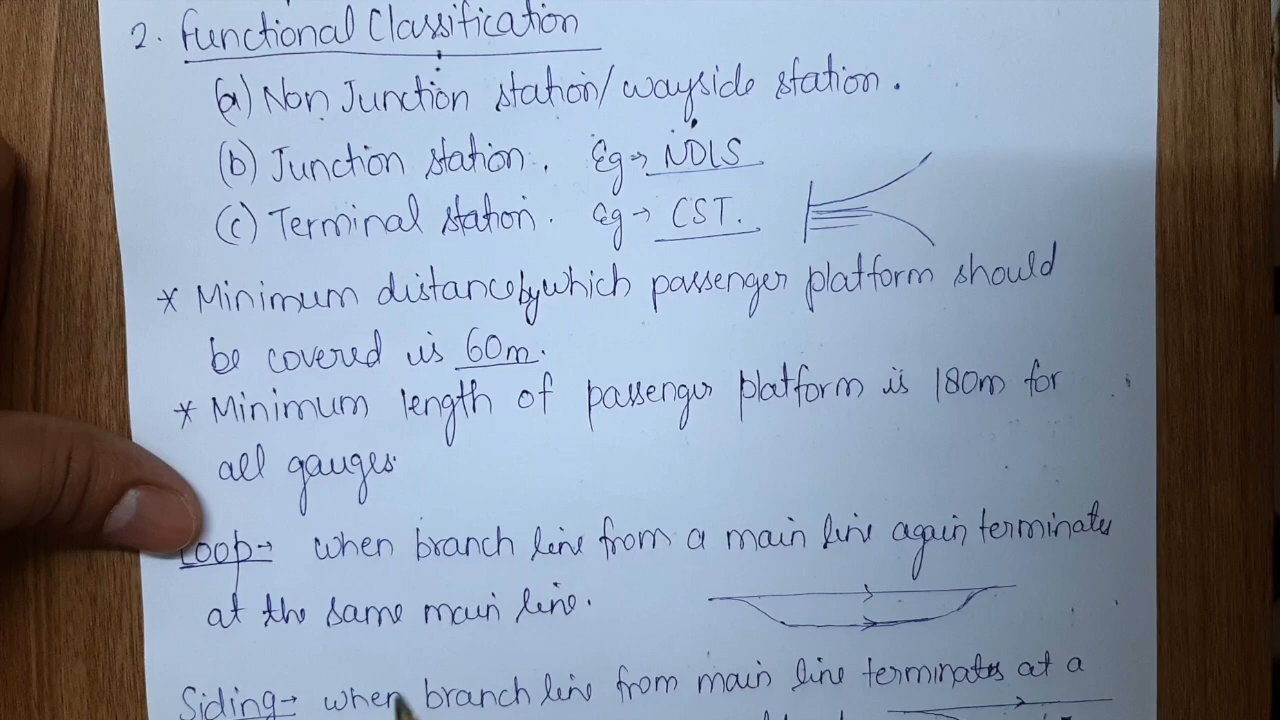 2. Functional Classification
(a) Non Junction station/wayside station.
(b) Junction station. Eg→ NDLS
(c) Terminal station. eg→ CST.
* Minimum distance by which passenger platform should
be covered is 60m.
* Minimum length of passenger platform is 180m for
all gauges.
Loop→ when branch line from a main line again terminates
at the same main line.
Siding→ when branch line from main line terminates at a